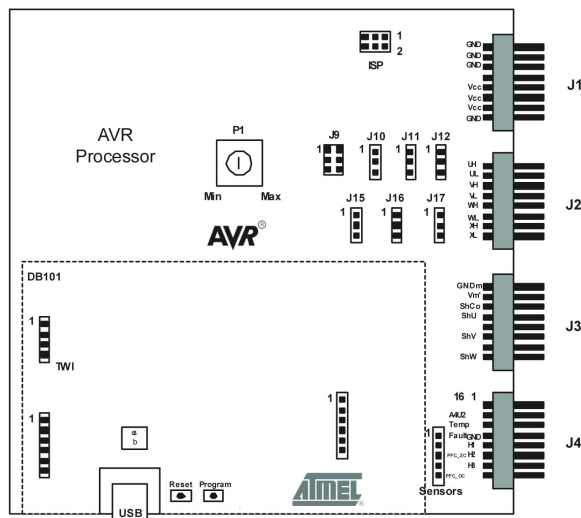 1
2
ISP
AVR
Processor
P1
Min Max
J9 J10 J11 J12
1 1 1 1
J15 J16 J17
1 1 1
AVR®
GND
GND
GND
Vcc
Vcc
Vcc
GND
J1
UH
UL
VH
VL
WH
WL
XH
XL
J2
GNDm
Vm'
ShCo
ShU
ShV
ShW
J3
16 1
A4U2
Temp
Fault GND
H1
PFC_ZC H2
H3
PFC_OC
J4
1
Sensors
DB101
1
TWI
1
1
b
Reset Program
USB
ATMEL®